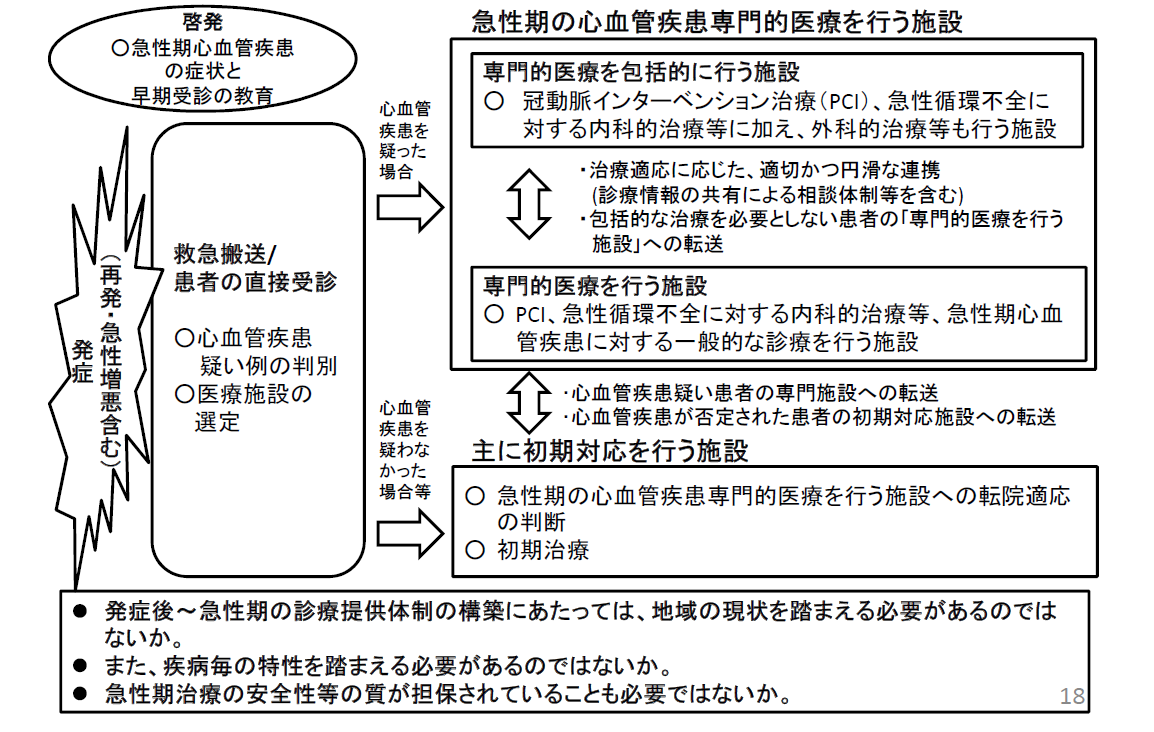 啓発
○急性期心血管疾患
の症状と
早期受診の教育
(再発・急性増悪含む)
発症
救急搬送/
患者の直接受診
○心血管疾患
疑い例の判別
○医療施設の
選定
心血管
疾患を
疑った
場合
心血管
疾患を
疑わな
かった
場合等
急性期の心血管疾患専門的医療を行う施設
専門的医療を包括的に行う施設
○ 冠動脈インターベンション治療(PCI)、急性循環不全に
対する内科的治療等に加え、外科的治療等も行う施設
・治療適応に応じた、適切かつ円滑な連携
(診療情報の共有による相談体制等を含む)
・包括的な治療を必要としない患者の「専門的医療を行う
施設」への転送
専門的医療を行う施設
○ PCI、急性循環不全に対する内科的治療等、急性期心血
管疾患に対する一般的な診療を行う施設
・心血管疾患疑い患者の専門施設への転送
・心血管疾患が否定された患者の初期対応施設への転送
主に初期対応を行う施設
○ 急性期の心血管疾患専門的医療を行う施設への転院適応
の判断
○ 初期治療
● 発症後～急性期の診療提供体制の構築にあたっては、地域の現状を踏まえる必要があるのでは
ないか。
● また、疾病毎の特性を踏まえる必要があるのではないか。
● 急性期治療の安全性等の質が担保されていることも必要ではないか。
18